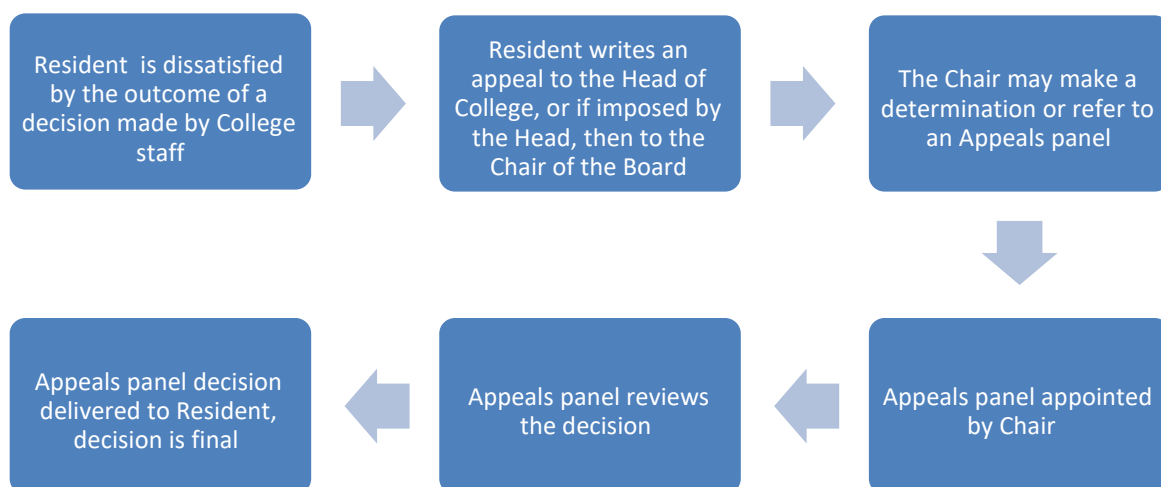 Resident is dissatisfied
by the outcome of a
decision made by College
staff
Resident writes an
appeal to the Head of
College, or if imposed by
the Head, then to the
Chair of the Board
The Chair may make a
determination or refer to
an Appeals panel
Appeals panel appointed
by Chair
Appeals panel reviews
the decision
Appeals panel decision
delivered to Resident,
decision is final